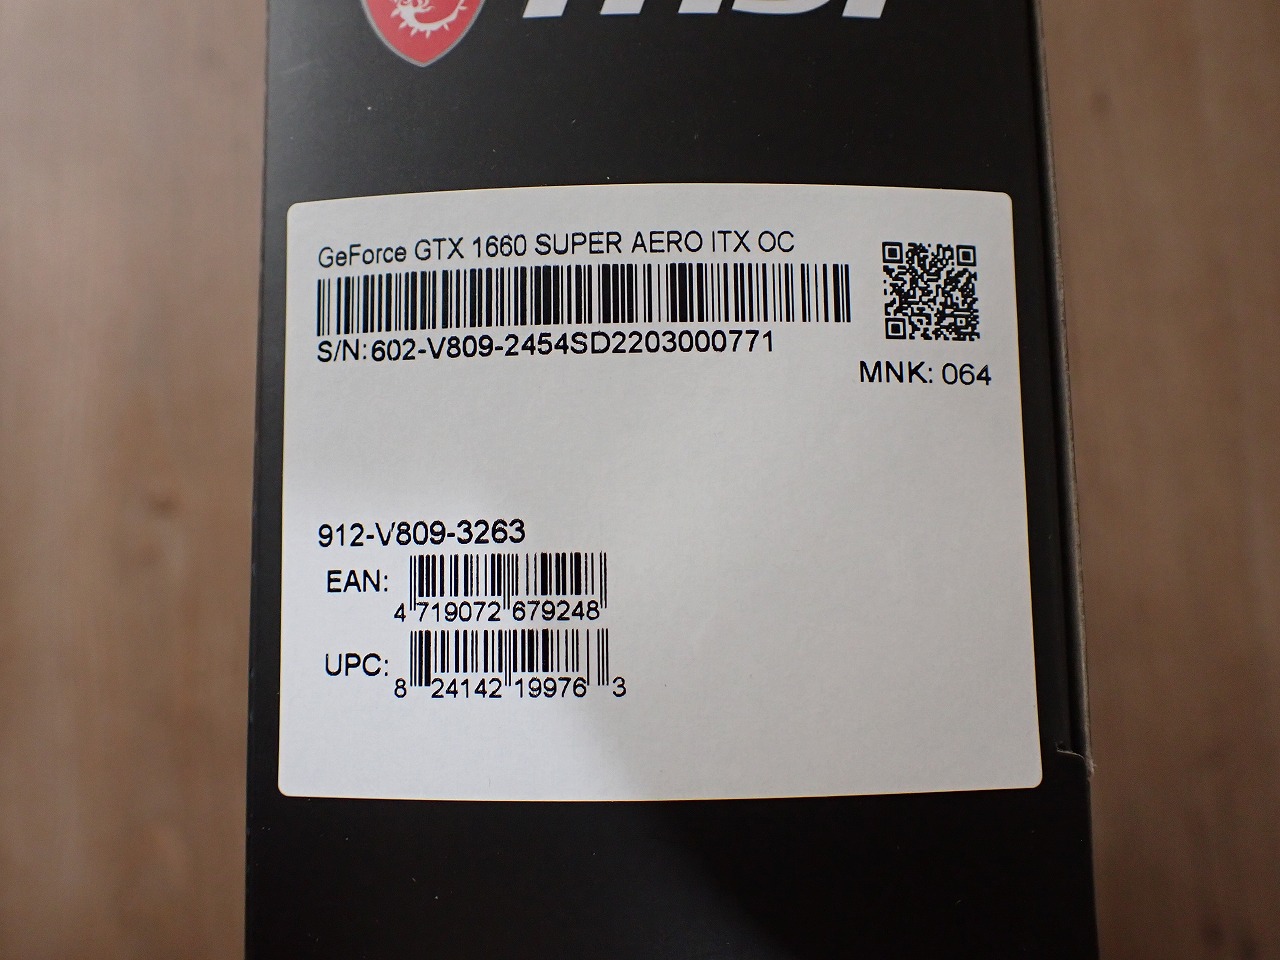 msi
GeForce GTX 1660 SUPER AERO ITX OC
S/N:602-V809-2454SD2203000771
MNK: 064
912-V809-3263
EAN:
4 719072 679248
UPC:
8 24142 19976 3